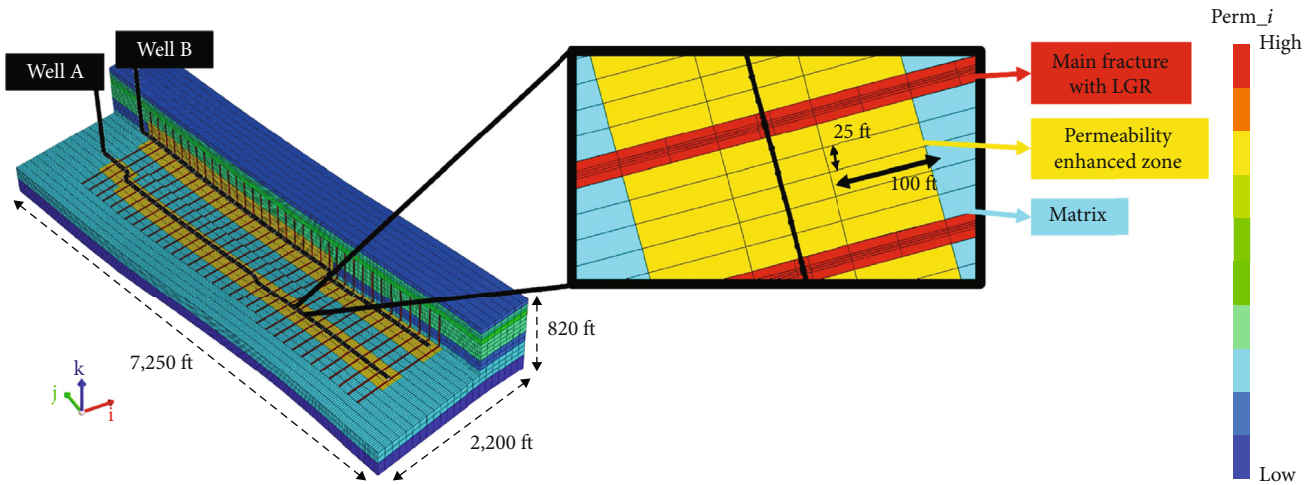 Well B
Well A
7,250 ft
2,200 ft
820 ft
k
j
i
25 ft
100 ft
Main fracture
with LGR
Permeability
enhanced zone
Matrix
Perm_i
High
Low